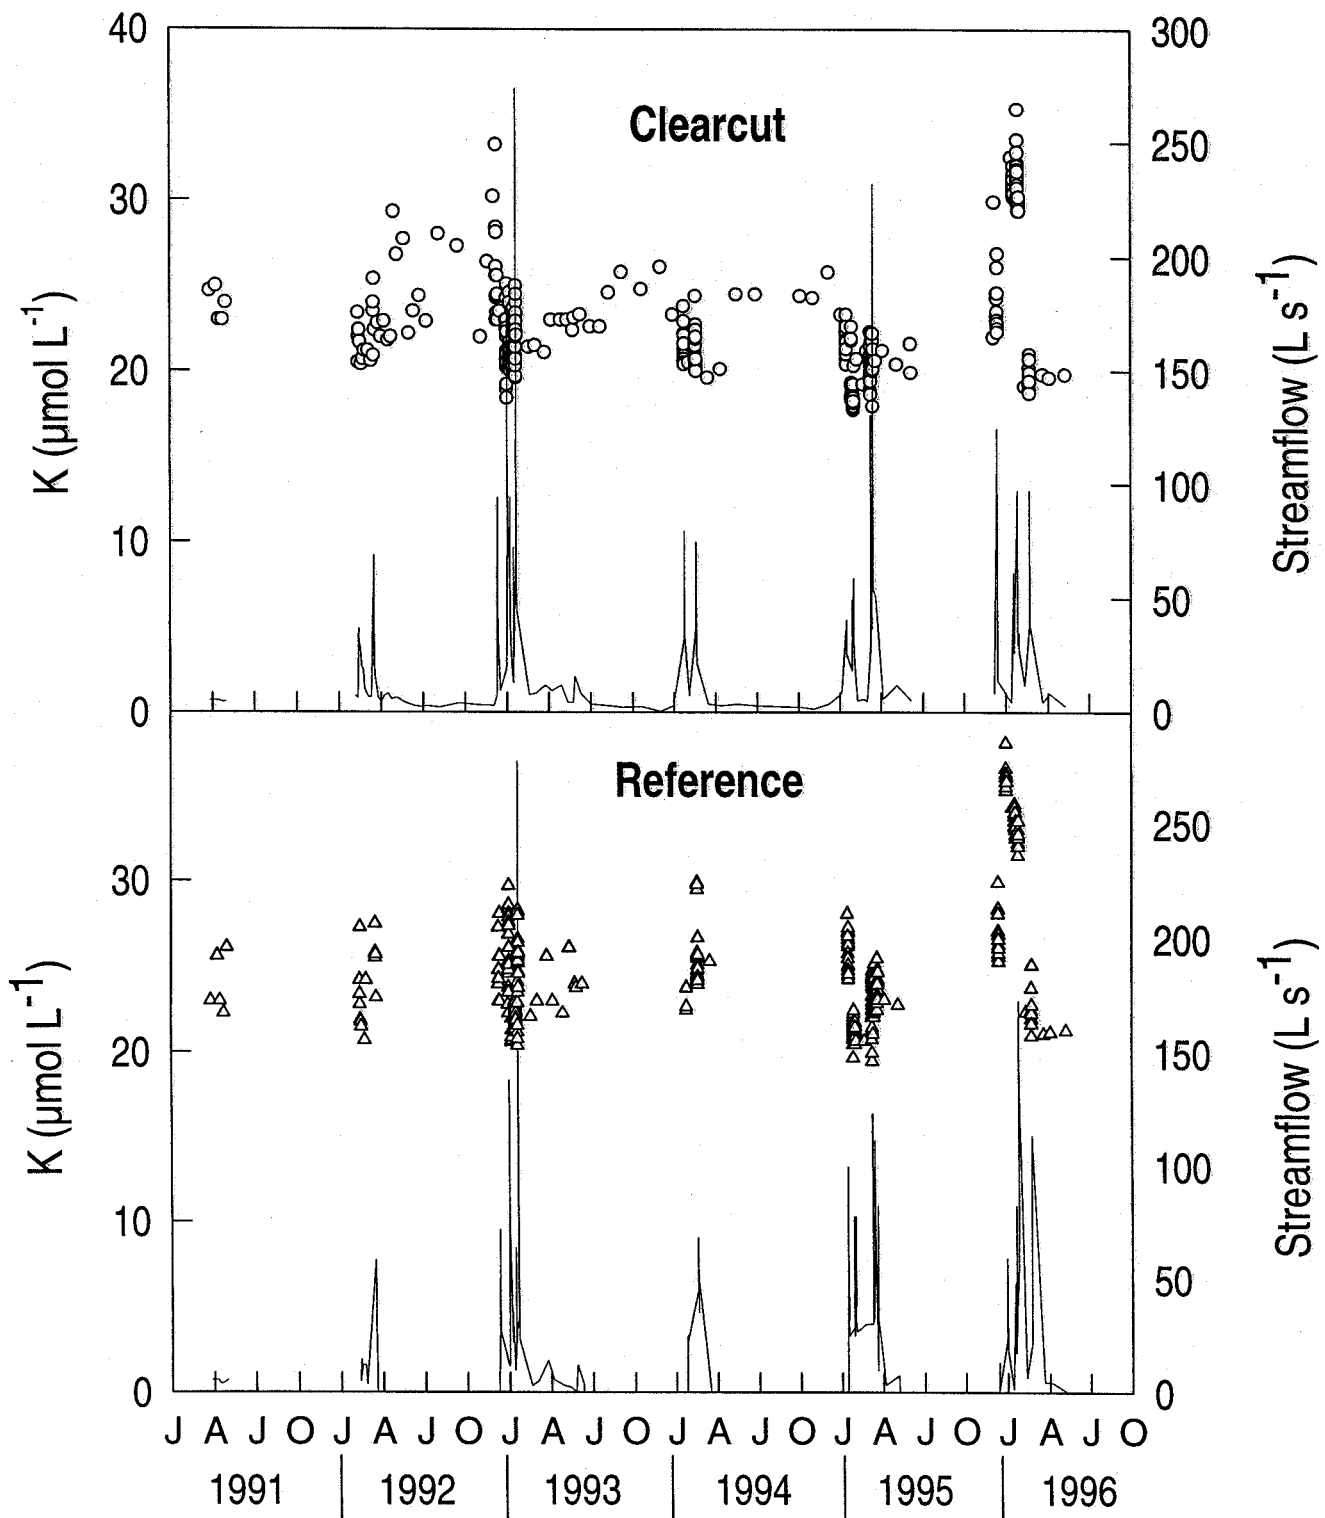 40
300
Clearcut
250
30
200
K (µmol L⁻¹)
Streamflow (L s⁻¹)
20
150
100
10
50
0
0
Reference
250
30
200
K (µmol L⁻¹)
Streamflow (L s⁻¹)
20
150
100
10
50
0
0
J A J O J A J O J A J O J A J O J A J O J A J O
1991 1992 1993 1994 1995 1996